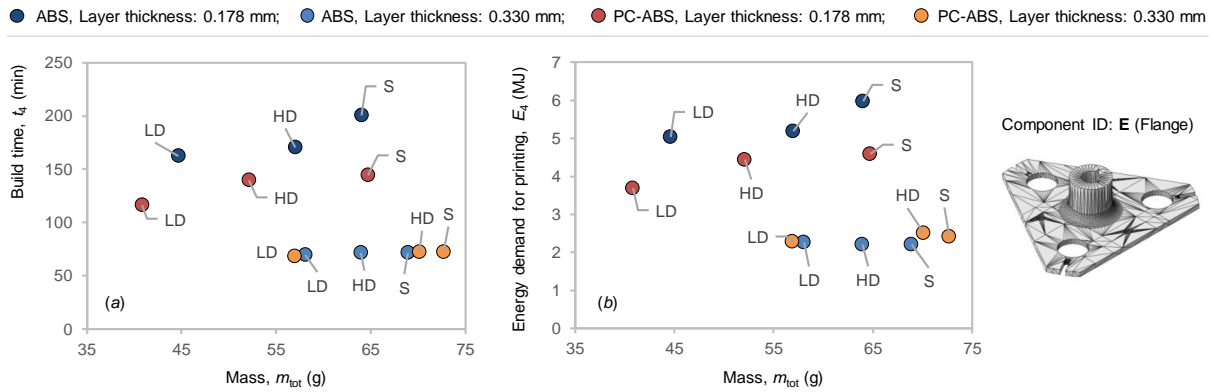 ABS, Layer thickness: 0.178 mm; ABS, Layer thickness: 0.330 mm; PC-ABS, Layer thickness: 0.178 mm; PC-ABS, Layer thickness: 0.330 mm
Build time, t4 (min)
250
200
150
100
50
0
LD
HD
S
LD
HD
S
LD
LD
HD
S
HD
S
(a)
35 45 55 65 75
Mass, mtot (g)
Energy demand for printing, E4 (MJ)
7
6
5
4
3
2
1
0
LD
HD
S
LD
HD
S
LD
LD
HD
S
HD
S
(b)
35 45 55 65 75
Mass, mtot (g)
Component ID: E (Flange)